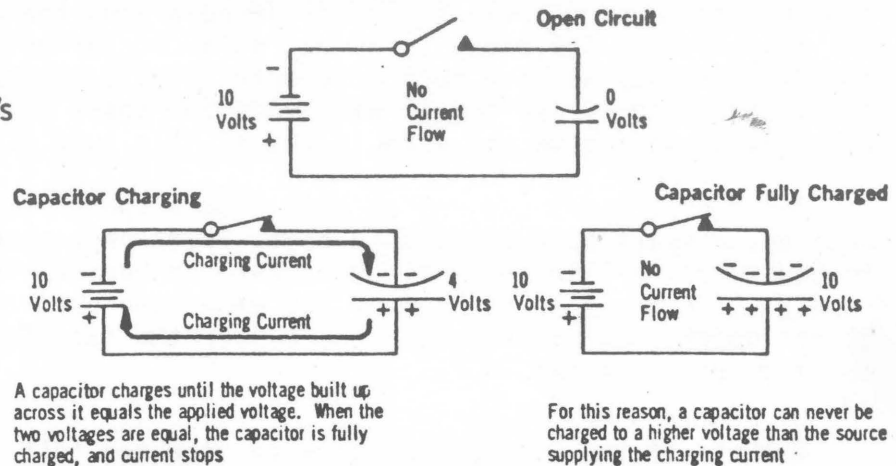 Open Circuit
's
10
Volts
-
+
No
Current
Flow
0
Volts
Capacitor Charging
10
Volts
-
+
Charging Current
Charging Current
- -
+ +
4
Volts
Capacitor Fully Charged
10
Volts
-
+
No
Current
Flow
- - - -
+ + + +
10
Volts
A capacitor charges until the voltage built up
across it equals the applied voltage. When the
two voltages are equal, the capacitor is fully
charged, and current stops
For this reason, a capacitor can never be
charged to a higher voltage than the source
supplying the charging current